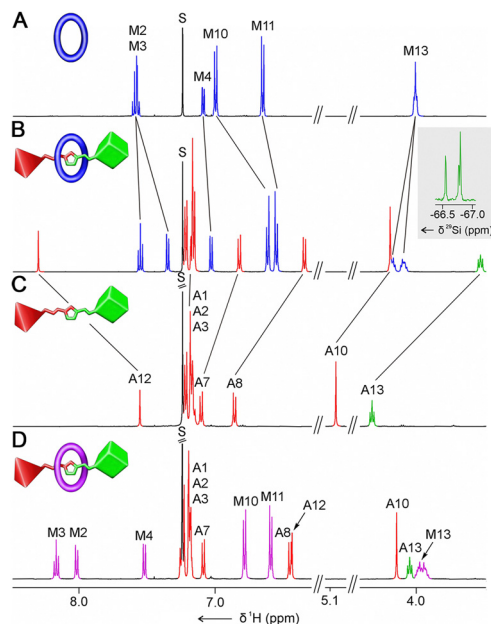 A
M2
M3
S
M4
M10
M11
M13
B
S
-66.5 -67.0
← δ²⁹Si (ppm)
C
S
A1
A2
A3
A12
A7
A8
A10
A13
D
S
M3
M2
M4
A1
A2
A3
A7
M10
M11
A8
A12
A10
A13
M13
8.0 7.0 5.1 4.0
← δ¹H (ppm)